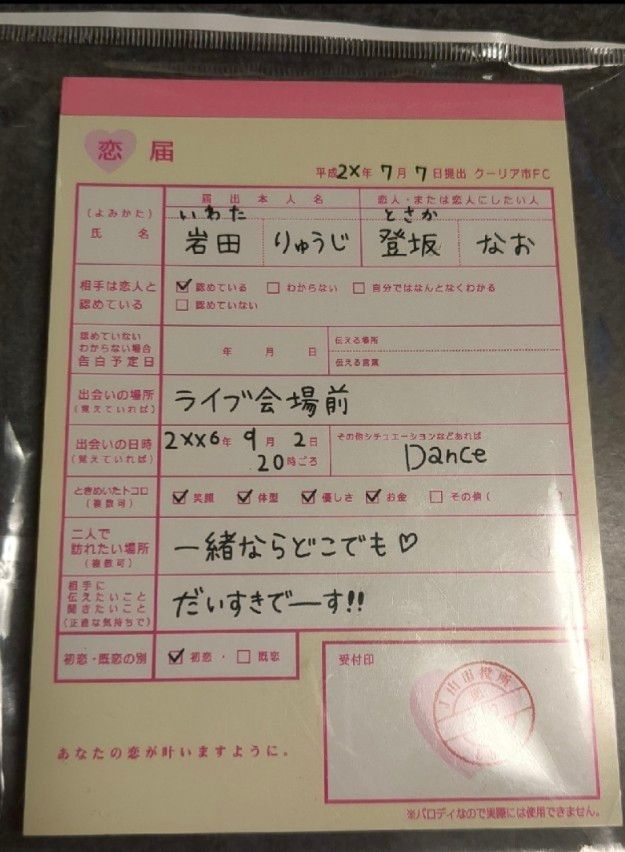 恋届
平成2X年 7月 7日提出 クーリア市FC
届出本人名 恋人・または恋人にしたい人
(よみかた) いわた とさか
氏名 岩田 りゅうじ 登坂 なお
相手は恋人と認めている
認めている わからない 自分ではなんとなくわかる
認めていない
認めていない
わからない場合
告白予定日
年 月 日
伝える場所
伝える言葉
出会いの場所
(覚えていれば)
ライブ会場前
出会いの日時
(覚えていれば)
2XX6年 9月 2日
20時ごろ
その他シチュエーションなどあれば
Dance
ときめいたトコロ
(複数可)
笑顔 体型 優しさ お金 その他( )
二人で
訪れたい場所
(複数可)
一緒ならどこでも♡
相手に
伝えたいこと
聞きたいこと
(正直な気持ちで)
だいすきでーす!!
初恋・既恋の別
初恋・ 既恋
受付印
あなたの恋が叶いますように。
※パロディなので実際には使用できません。